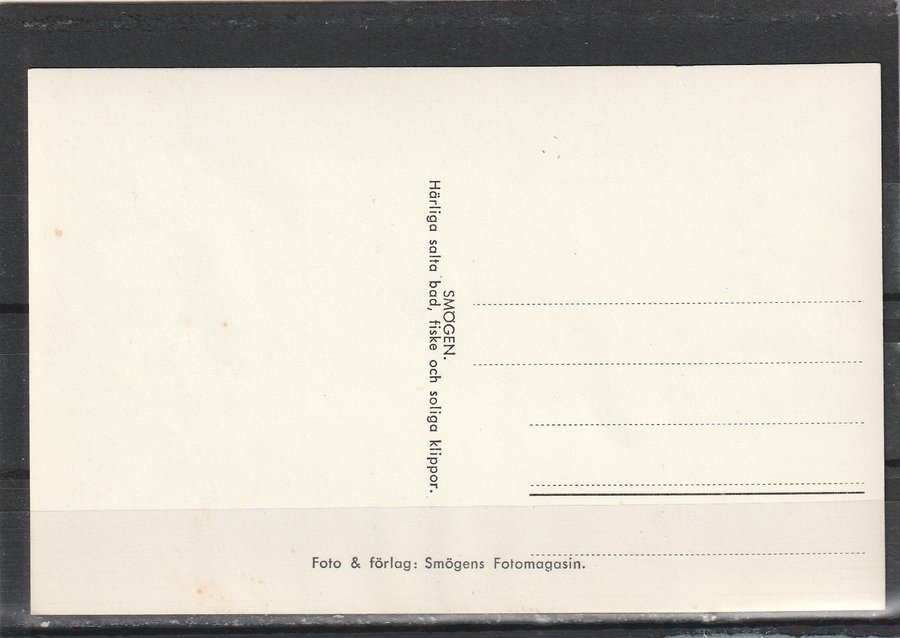 SMÖGEN.
Härliga salta bad, fiske och soliga klippor.
Foto & förlag: Smögens Fotomagasin.